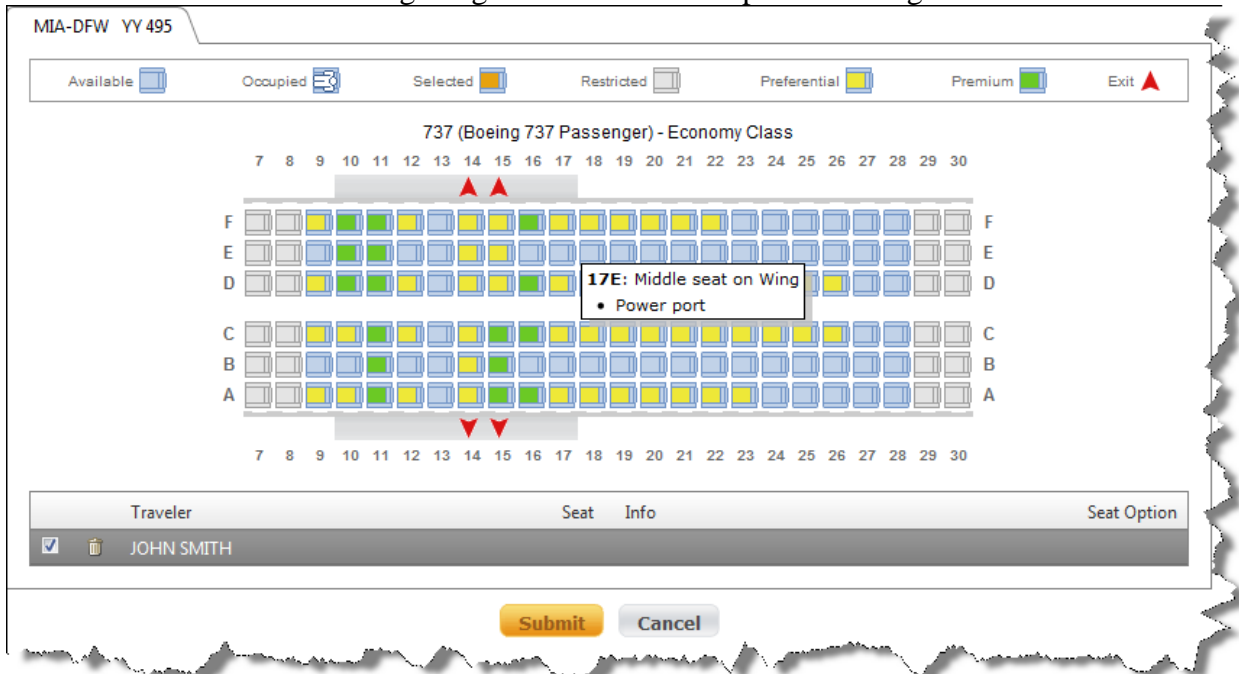 MIA-DFW YY 495
Available Occupied Selected Restricted Preferential Premium Exit
737 (Boeing 737 Passenger) - Economy Class
7 8 9 10 11 12 13 14 15 16 17 18 19 20 21 22 23 24 25 26 27 28 29 30
F F
E E
D D
17E: Middle seat on Wing
• Power port
C C
B B
A A
7 8 9 10 11 12 13 14 15 16 17 18 19 20 21 22 23 24 25 26 27 28 29 30
Traveler Seat Info Seat Option
JOHN SMITH
Submit Cancel